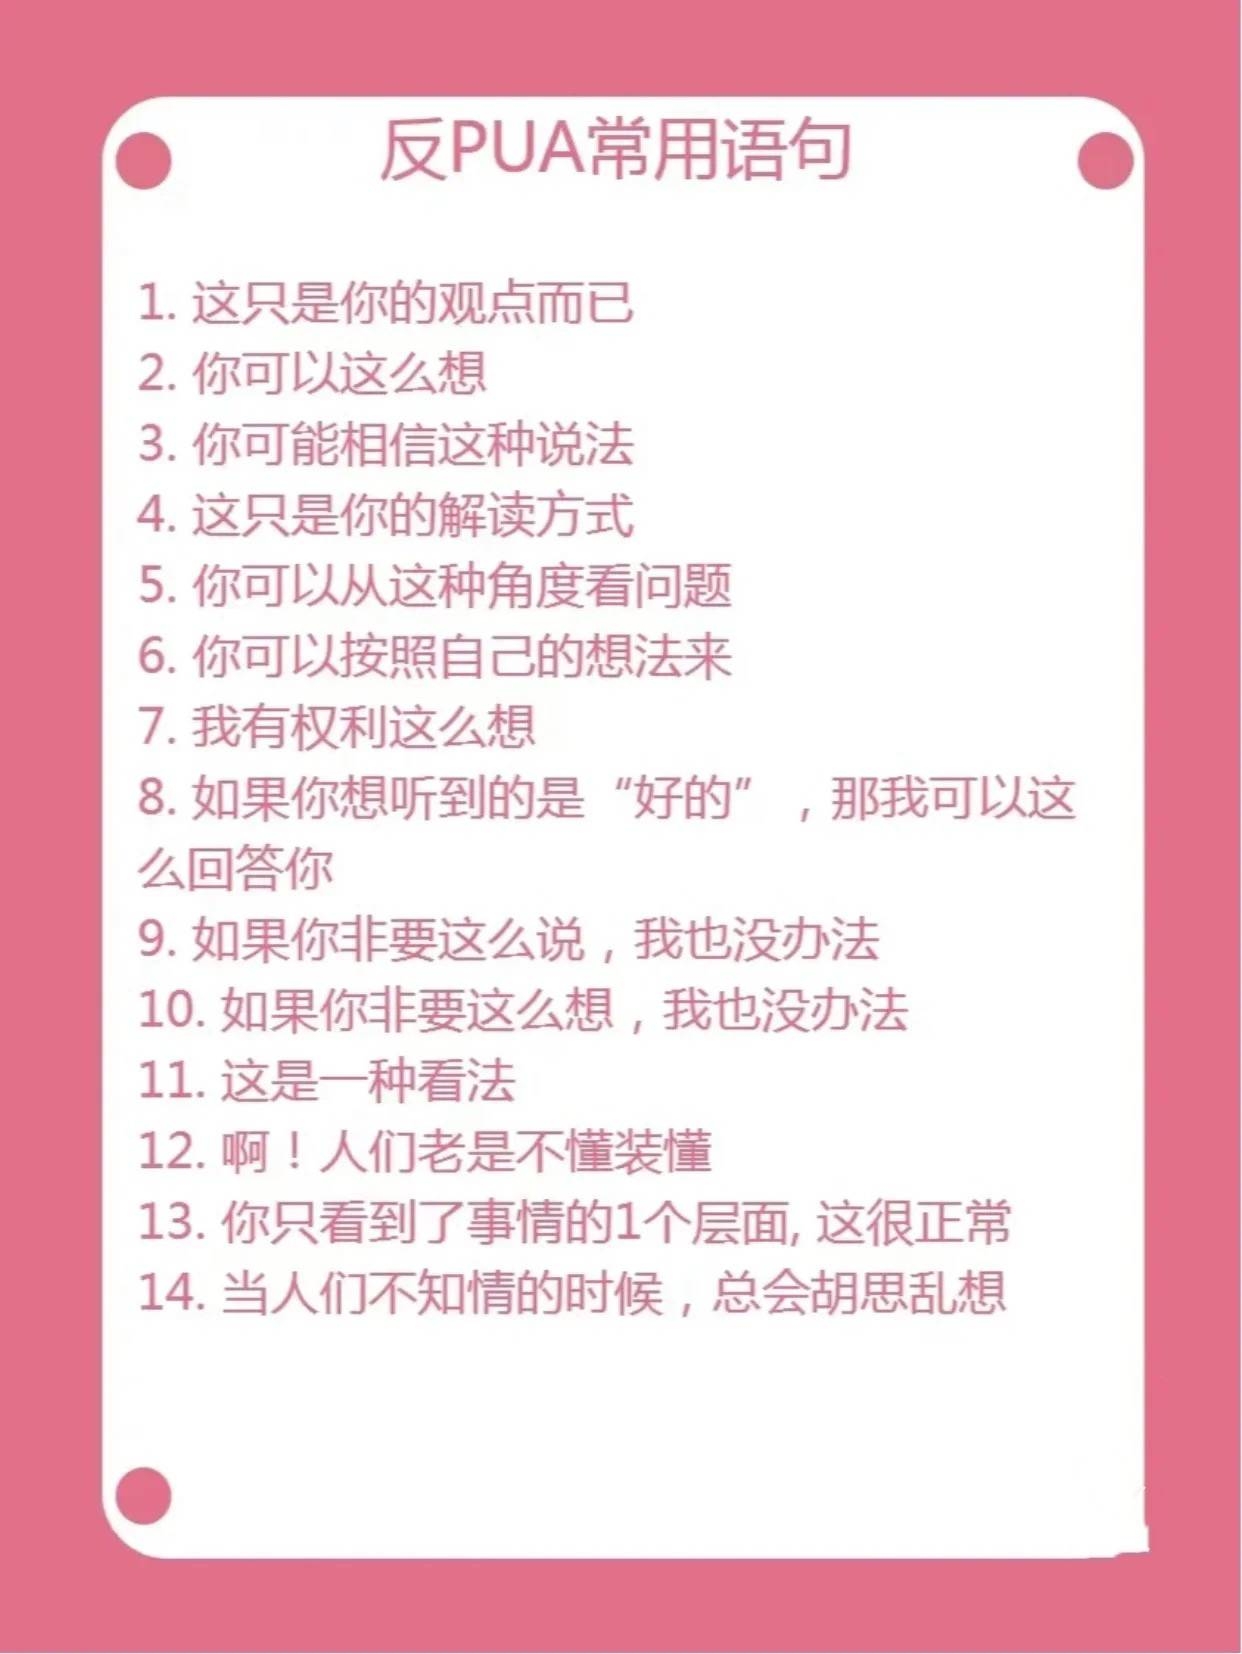 反PUA常用语句
1. 这只是你的观点而已
2. 你可以这么想
3. 你可能相信这种说法
4. 这只是你的解读方式
5. 你可以从这种角度看问题
6. 你可以按照自己的想法来
7. 我有权利这么想
8. 如果你想听到的是“好的”，那我可以这
么回答你
9. 如果你非要这么说，我也没办法
10. 如果你非要这么想，我也没办法
11. 这是一种看法
12. 啊！人们老是不懂装懂
13. 你只看到了事情的1个层面, 这很正常
14. 当人们不知情的时候，总会胡思乱想